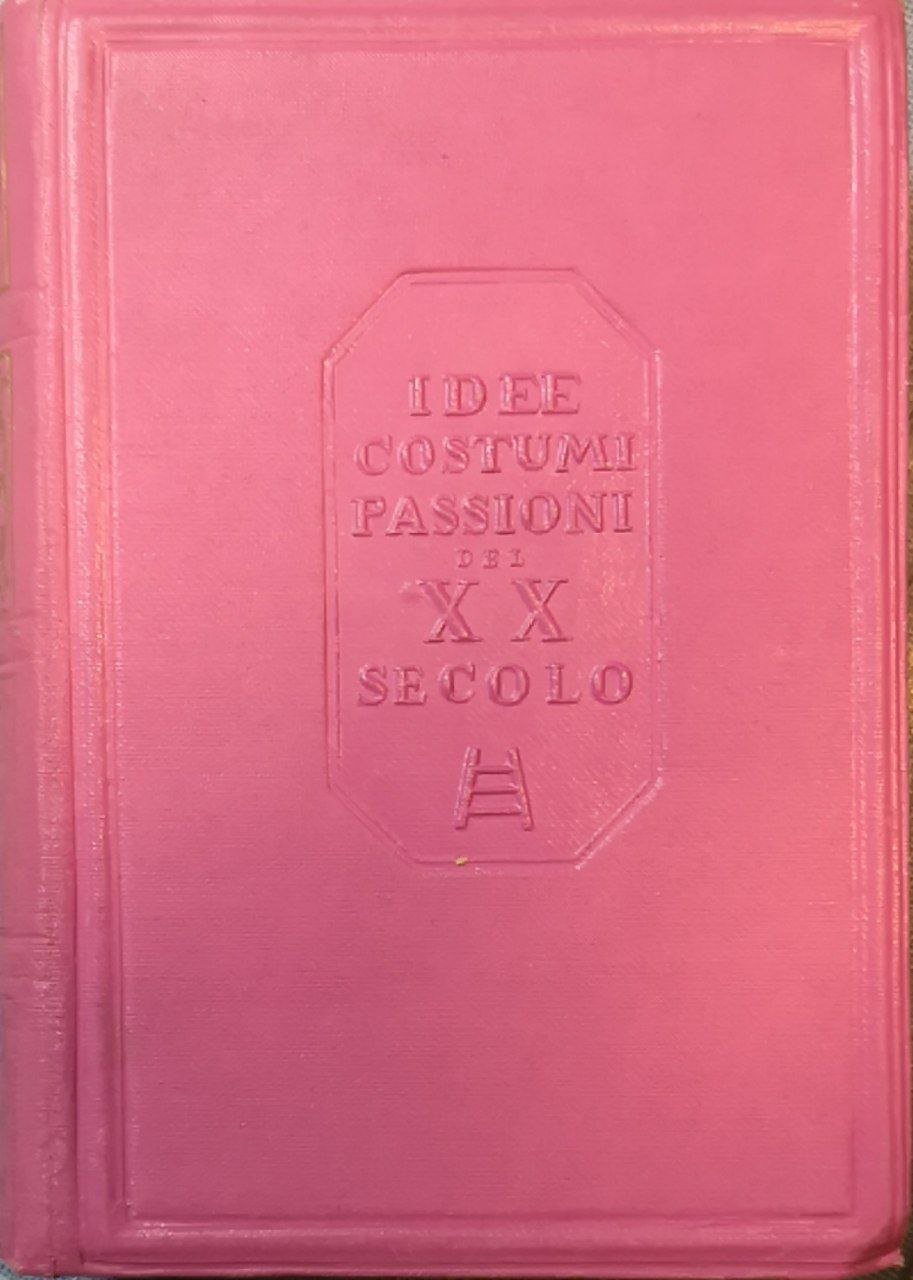 IDEE
COSTUMI
PASSIONI
DEL
XX
SECOLO